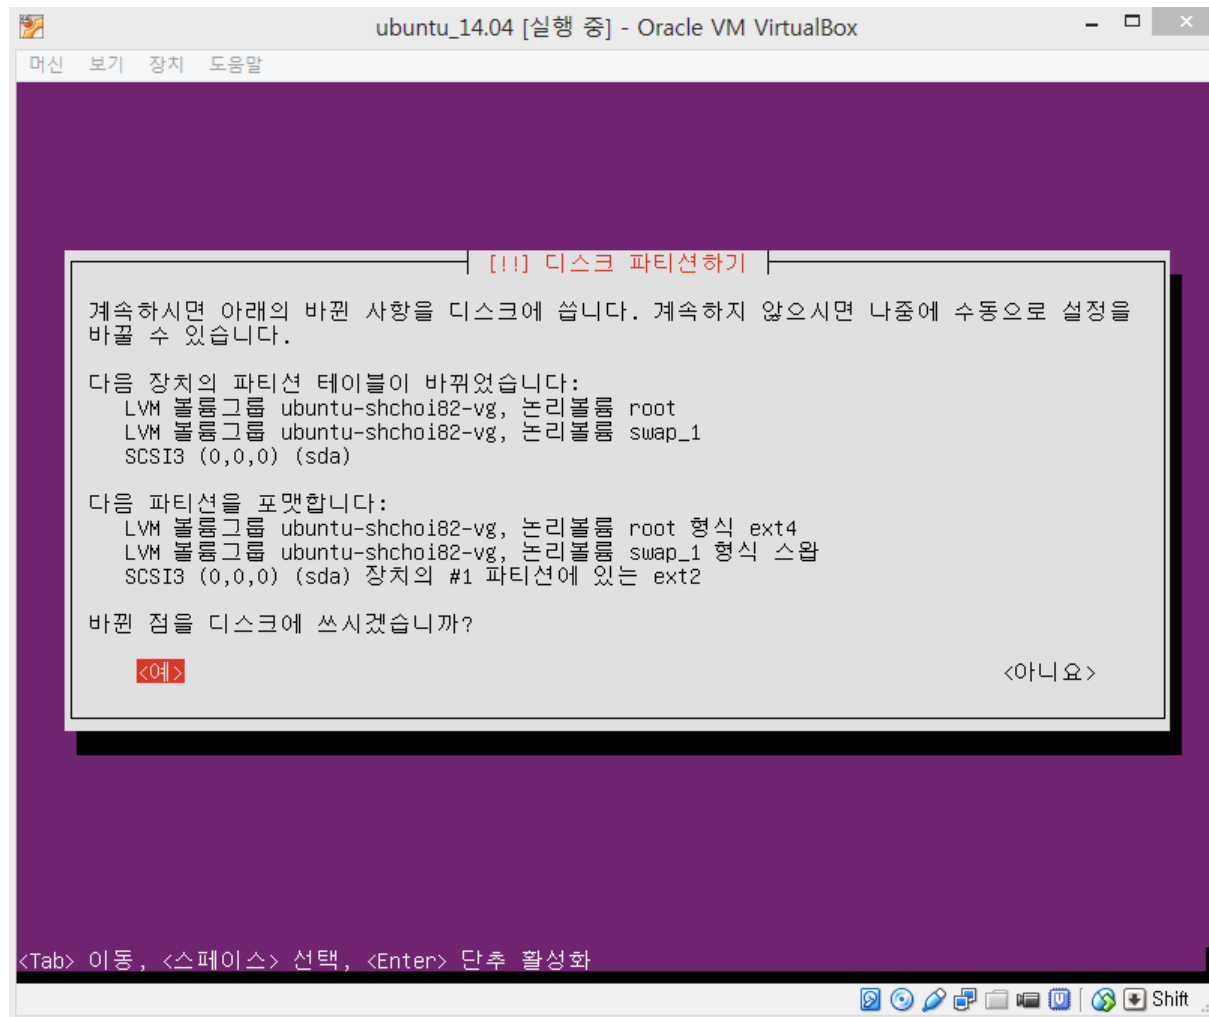 ubuntu_14.04 [실행 중] - Oracle VM VirtualBox
머신 보기 장치 도움말
[!!] 디스크 파티션하기
계속하시면 아래의 바뀐 사항을 디스크에 씁니다. 계속하지 않으시면 나중에 수동으로 설정을
바꿀 수 있습니다.
다음 장치의 파티션 테이블이 바뀌었습니다:
LVM 볼륨그룹 ubuntu-shchoi82-vg, 논리볼륨 root
LVM 볼륨그룹 ubuntu-shchoi82-vg, 논리볼륨 swap_1
SCSI3 (0,0,0) (sda)
다음 파티션을 포맷합니다:
LVM 볼륨그룹 ubuntu-shchoi82-vg, 논리볼륨 root 형식 ext4
LVM 볼륨그룹 ubuntu-shchoi82-vg, 논리볼륨 swap_1 형식 스왑
SCSI3 (0,0,0) (sda) 장치의 #1 파티션에 있는 ext2
바뀐 점을 디스크에 쓰시겠습니까?
<예> <아니요>
<Tab> 이동, <스페이스> 선택, <Enter> 단추 활성화
Shift